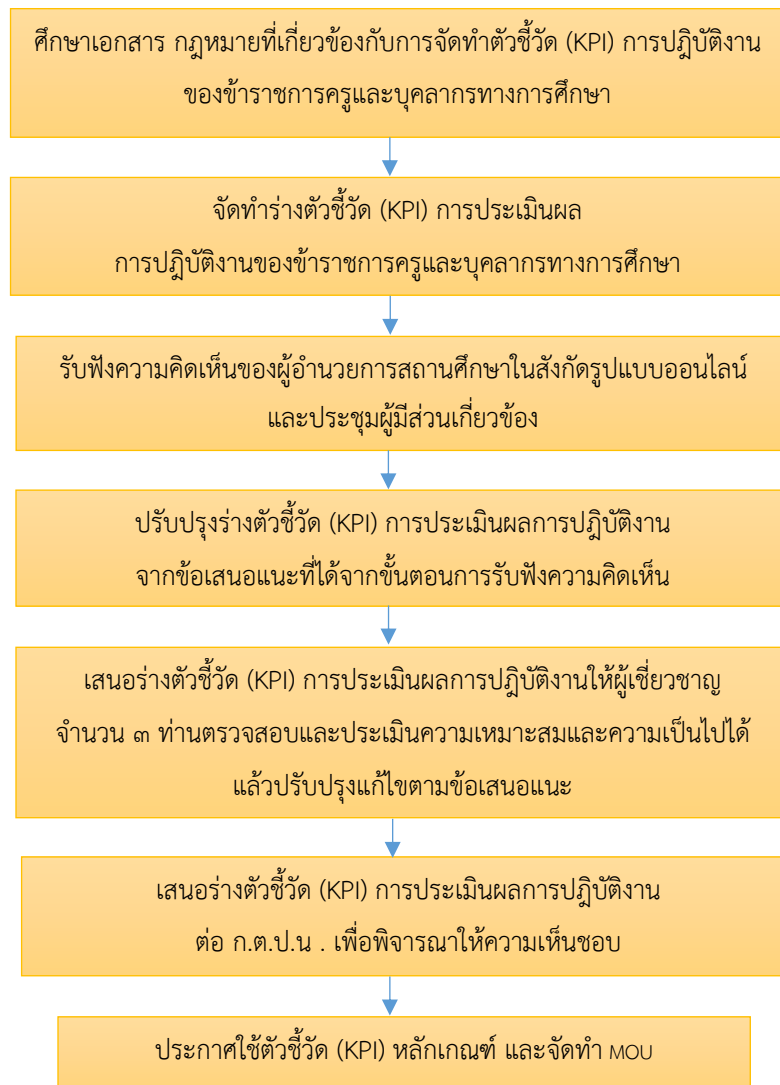 ศึกษาเอกสาร กฎหมายที่เกี่ยวข้องกับการจัดทำตัวชี้วัด (KPI) การปฏิบัติงาน
ของข้าราชการครูและบุคลากรทางการศึกษา
จัดทำร่างตัวชี้วัด (KPI) การประเมินผล
การปฏิบัติงานของข้าราชการครูและบุคลากรทางการศึกษา
รับฟังความคิดเห็นของผู้อำนวยการสถานศึกษาในสังกัดรูปแบบออนไลน์
และประชุมผู้มีส่วนเกี่ยวข้อง
ปรับปรุงร่างตัวชี้วัด (KPI) การประเมินผลการปฏิบัติงาน
จากข้อเสนอแนะที่ได้จากขั้นตอนการรับฟังความคิดเห็น
เสนอร่างตัวชี้วัด (KPI) การประเมินผลการปฏิบัติงานให้ผู้เชี่ยวชาญ
จำนวน ๓ ท่านตรวจสอบและประเมินความเหมาะสมและความเป็นไปได้
แล้วปรับปรุงแก้ไขตามข้อเสนอแนะ
เสนอร่างตัวชี้วัด (KPI) การประเมินผลการปฏิบัติงาน
ต่อ ก.ต.ป.น . เพื่อพิจารณาให้ความเห็นชอบ
ประกาศใช้ตัวชี้วัด (KPI) หลักเกณฑ์ และจัดทำ MOU